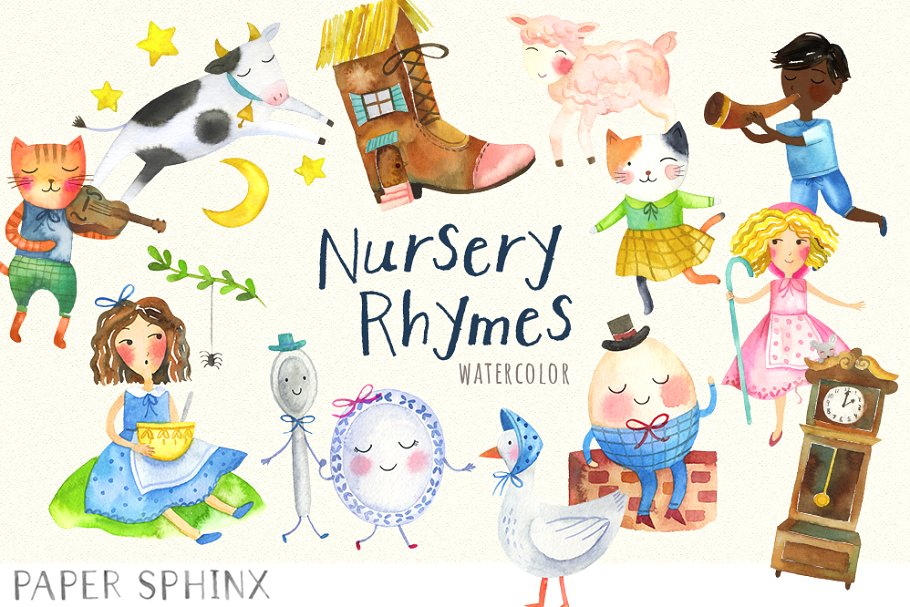 Nursery
Rhymes
WATERCOLOR
PAPER SPHINX